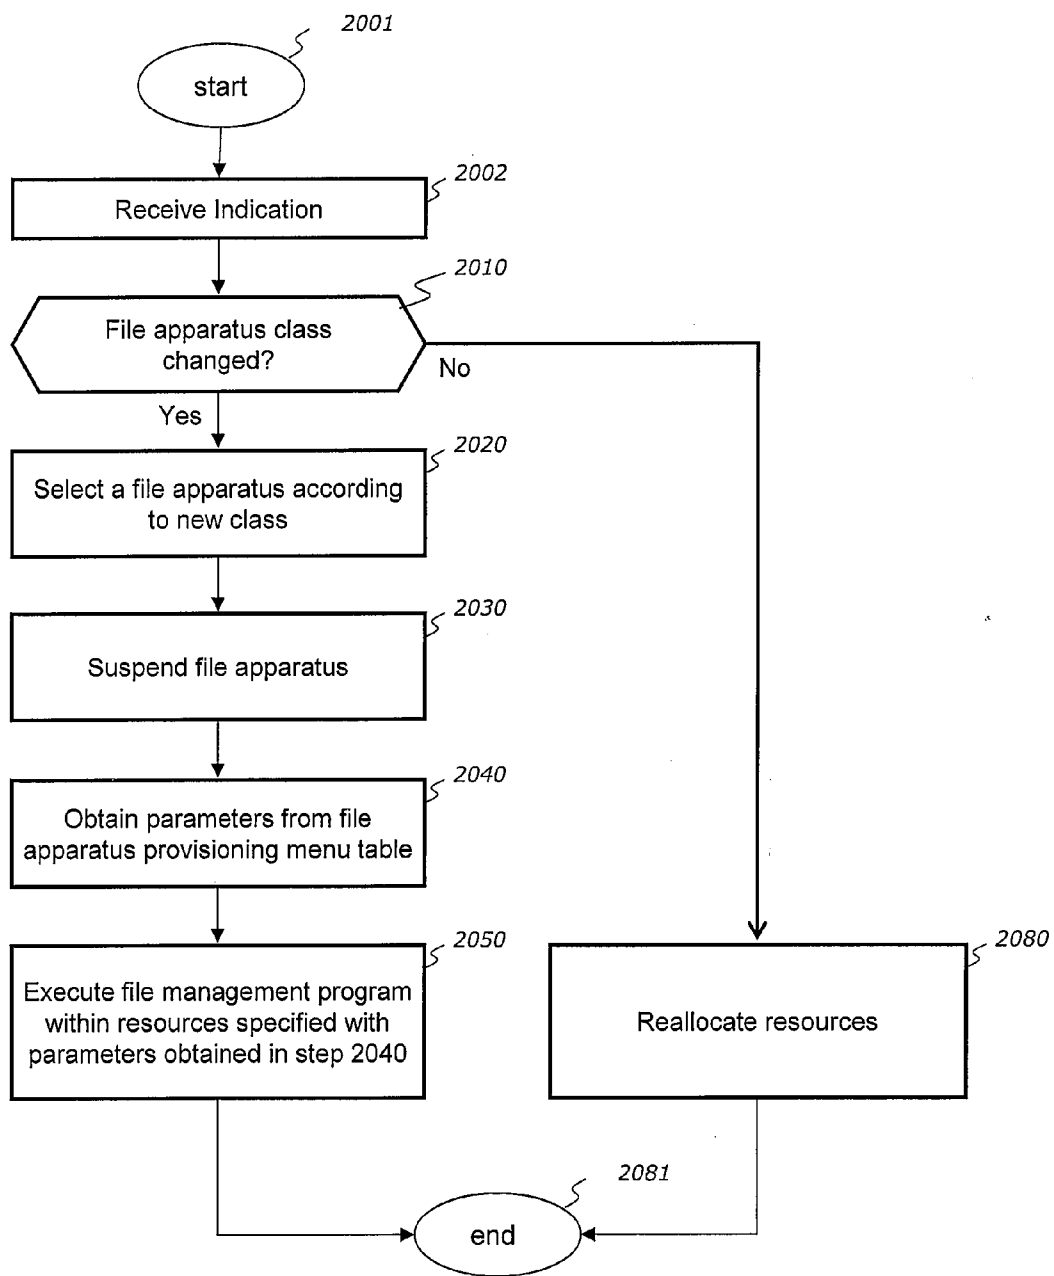 2001
start
2002
Receive Indication
2010
File apparatus class
changed?
No
Yes
2020
Select a file apparatus according
to new class
2030
Suspend file apparatus
2040
Obtain parameters from file
apparatus provisioning menu table
2050
Execute file management program
within resources specified with
parameters obtained in step 2040
2080
Reallocate resources
2081
end